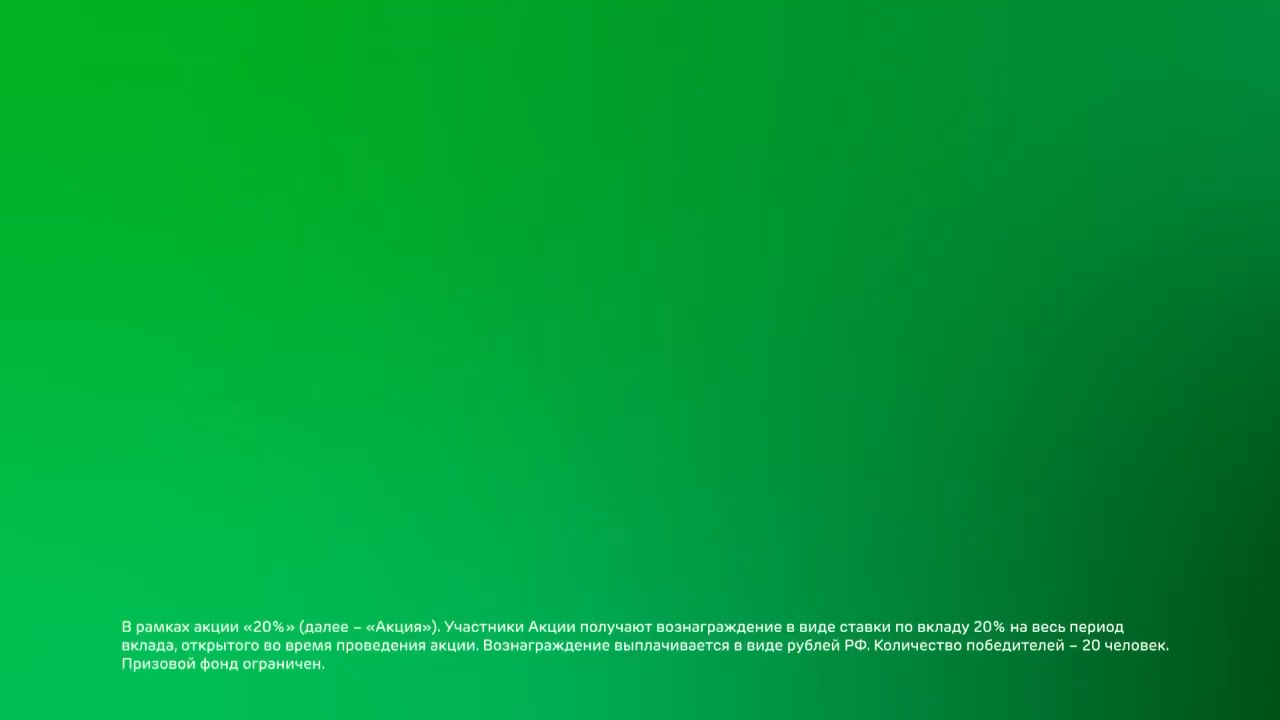 В рамках акции «20%» (далее – «Акция»). Участники Акции получают вознаграждение в виде ставки по вкладу 20% на весь период
вклада, открытого во время проведения акции. Вознаграждение выплачивается в виде рублей РФ. Количество победителей – 20 человек.
Призовой фонд ограничен.